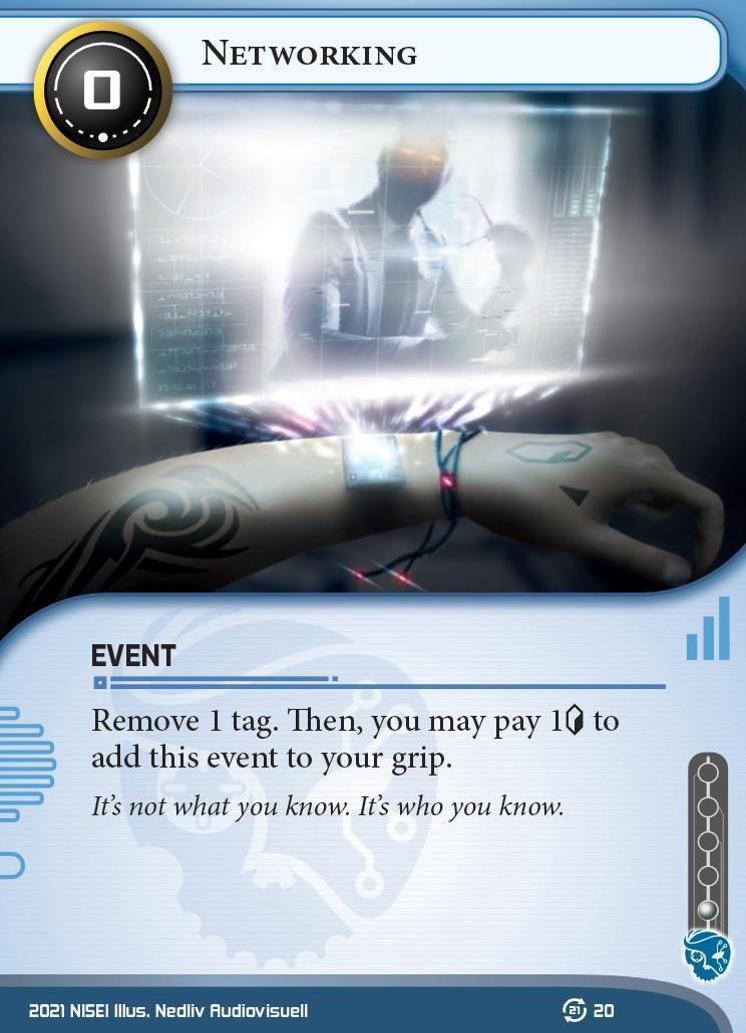 0
NETWORKING
EVENT
Remove 1 tag. Then, you may pay 1 to
add this event to your grip.
It's not what you know. It's who you know.
2021 NISEI Illus. Nedliv Audiovisuell
21 20